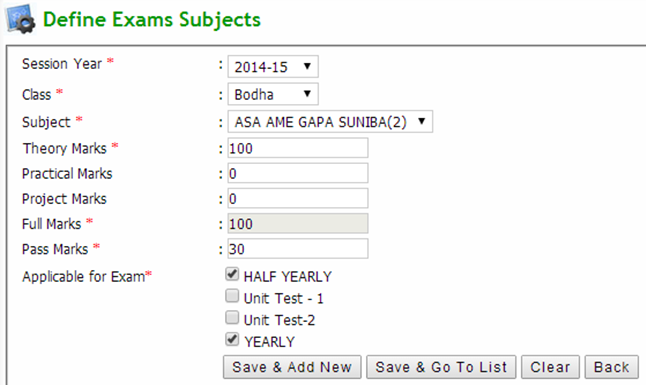 Define Exams Subjects
Session Year * : 2014-15
Class * : Bodha
Subject * : ASA AME GAPA SUNIBA(2)
Theory Marks * : 100
Practical Marks : 0
Project Marks : 0
Full Marks * : 100
Pass Marks * : 30
Applicable for Exam* HALF YEARLY
Unit Test - 1
Unit Test-2
YEARLY
Save & Add New Save & Go To List Clear Back